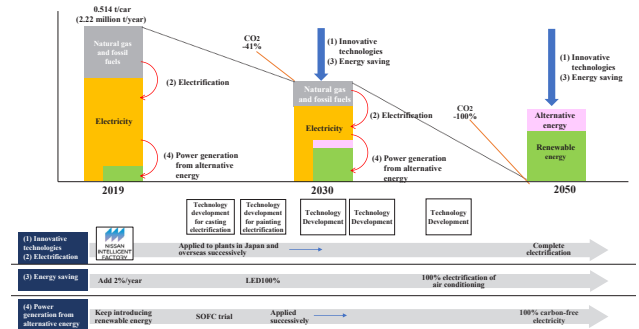 0.514 t/car
(2.22 million t/year)
Natural gas
and fossil
fuels
(2) Electrification
Electricity
(4) Power generation
from alternative
energy
2019
CO2
-41%
(1) Innovative
technologies
(3) Energy saving
Natural gas
and fossil fuels
(2) Electrification
Electricity
(4) Power generation
from alternative
energy
2030
CO2
-100%
(1) Innovative
technologies
(3) Energy saving
Alternative
energy
Renewable
energy
2050
Technology
development
for casting
electrification
Technology
development
for painting
electrification
Technology
Development
Technology
Development
Technology
Development
(1) Innovative
technologies
(2) Electrification
NISSAN
INTELLIGENT
FACTORY
Applied to plants in Japan and
overseas successively
Complete
electrification
(3) Energy saving
Add 2%/year
LED100%
100% electrification of
air conditioning
(4) Power
generation from
alternative energy
Keep introducing
renewable energy
SOFC trial
Applied
successively
100% carbon-free
electricity